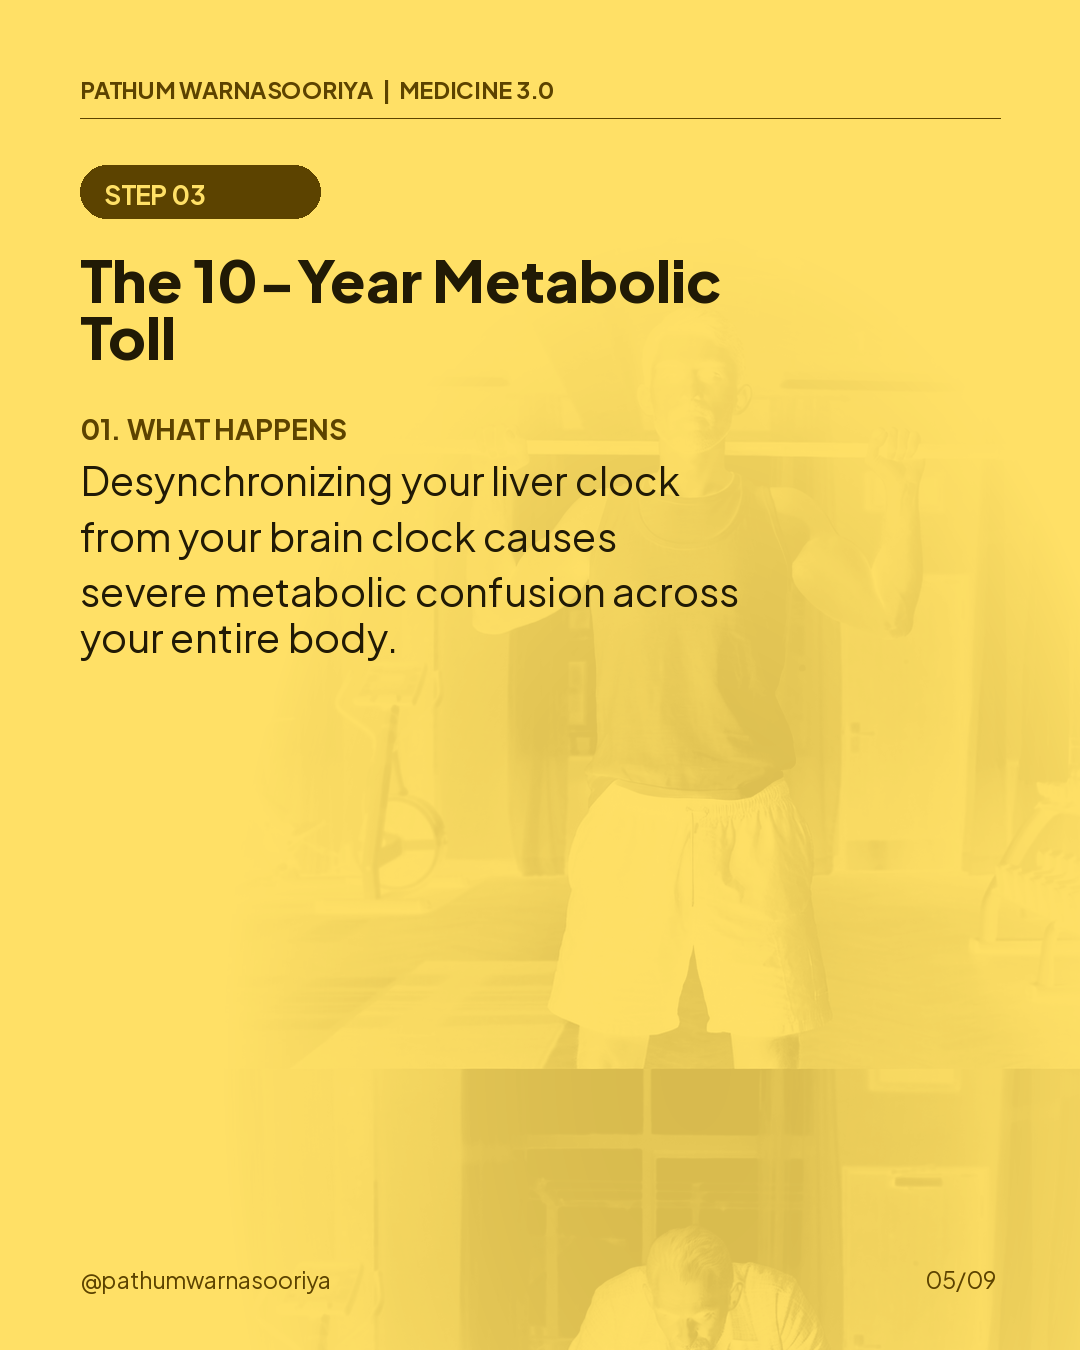 PATHUM WARNASOORIYA | MEDICINE 3.0
STEP 03
The 10-Year Metabolic
Toll
01. WHAT HAPPENS
Desynchronizing your liver clock
from your brain clock causes
severe metabolic confusion across
your entire body.
@pathumwarnasooriya
05/09